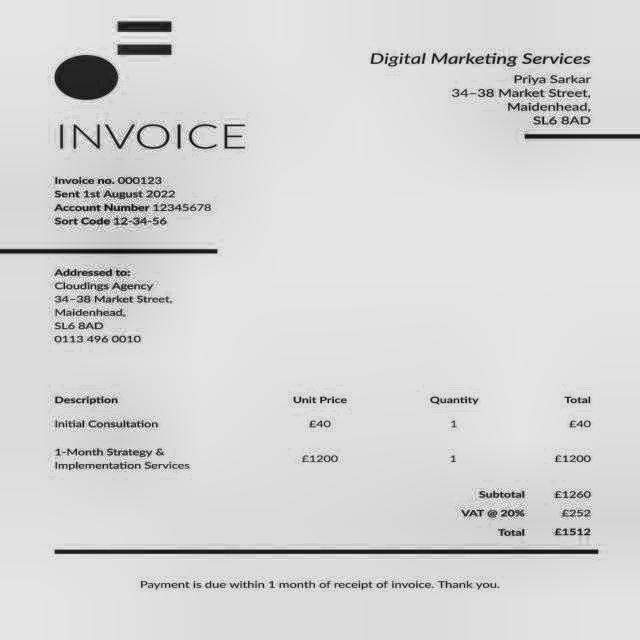 Digital Marketing Services
Priya Sarkar
34–38 Market Street,
Maidenhead,
SL6 8AD
INVOICE
Invoice no. 000123
Sent 1st August 2022
Account Number 12345678
Sort Code 12-34-56
Addressed to:
Cloudings Agency
34–38 Market Street,
Maidenhead,
SL6 8AD
0113 496 0010
Description Unit Price Quantity Total
Initial Consultation £40 1 £40
1-Month Strategy &
Implementation Services £1200 1 £1200
Subtotal £1260
VAT @ 20% £252
Total £1512
Payment is due within 1 month of receipt of invoice. Thank you.